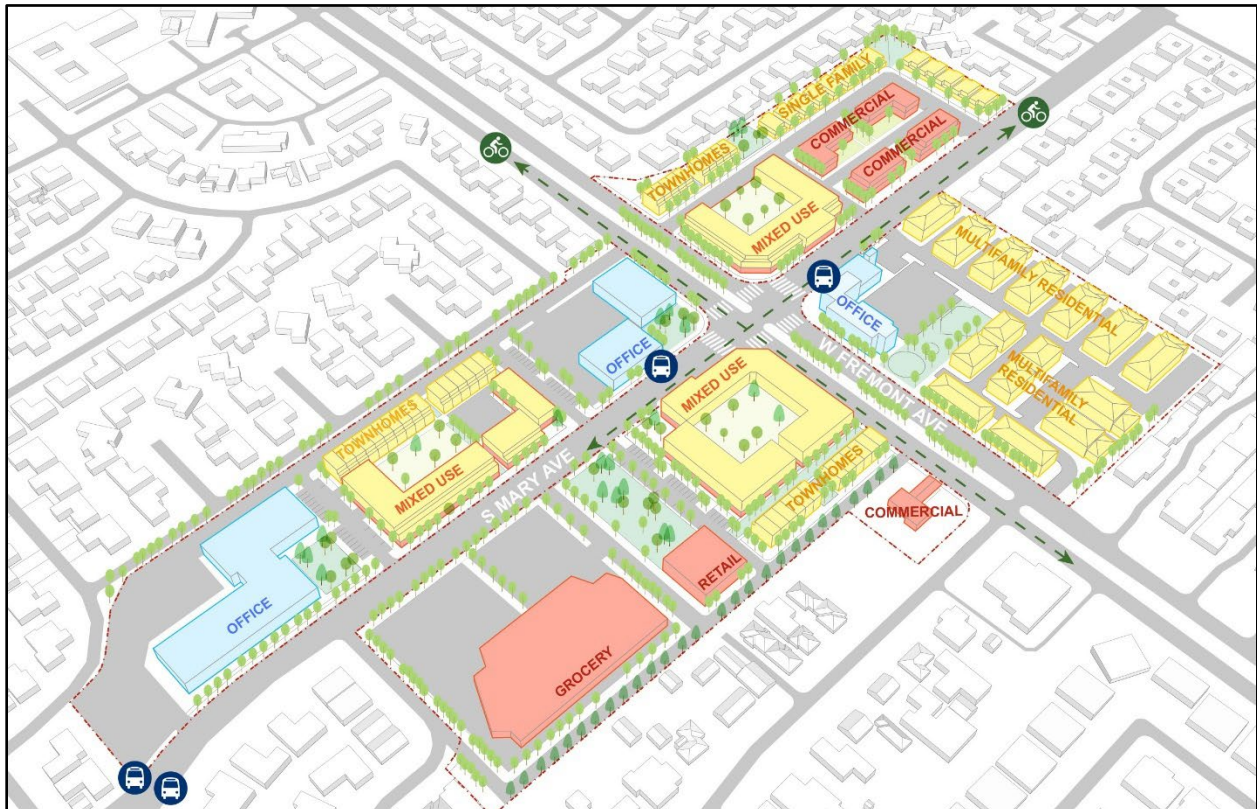 SINGLE FAMILY
COMMERCIAL
COMMERCIAL
TOWNHOMES
MIXED USE
MULTIFAMILY RESIDENTIAL
OFFICE
OFFICE
W FREMONT AVE
MULTIFAMILY
RESIDENTIAL
MIXED USE
TOWNHOMES
MIXED USE
S MARY AVE
TOWNHOMES
COMMERCIAL
RETAIL
OFFICE
GROCERY